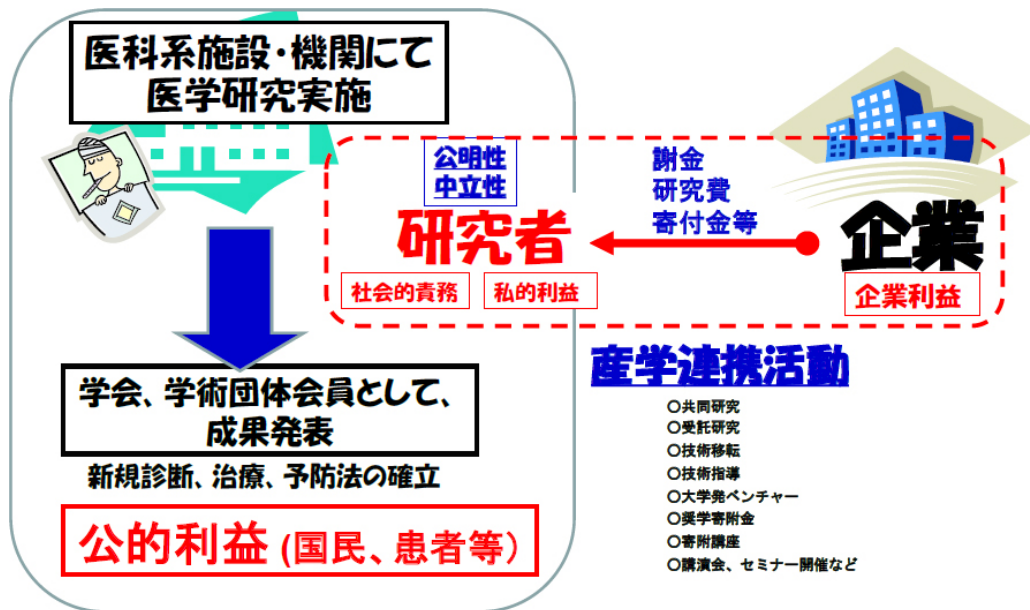 医科系施設・機関にて
医学研究実施
公明性
中立性
研究者
社会的責務
私的利益
謝金
研究費
寄付金等
企業
企業利益
学会、学術団体会員として、
成果発表
新規診断、治療、予防法の確立
公的利益 (国民、患者等）
産学連携活動
○共同研究
○受託研究
○技術移転
○技術指導
○大学発ベンチャー
○奨学寄附金
○寄附講座
○講演会、セミナー開催など